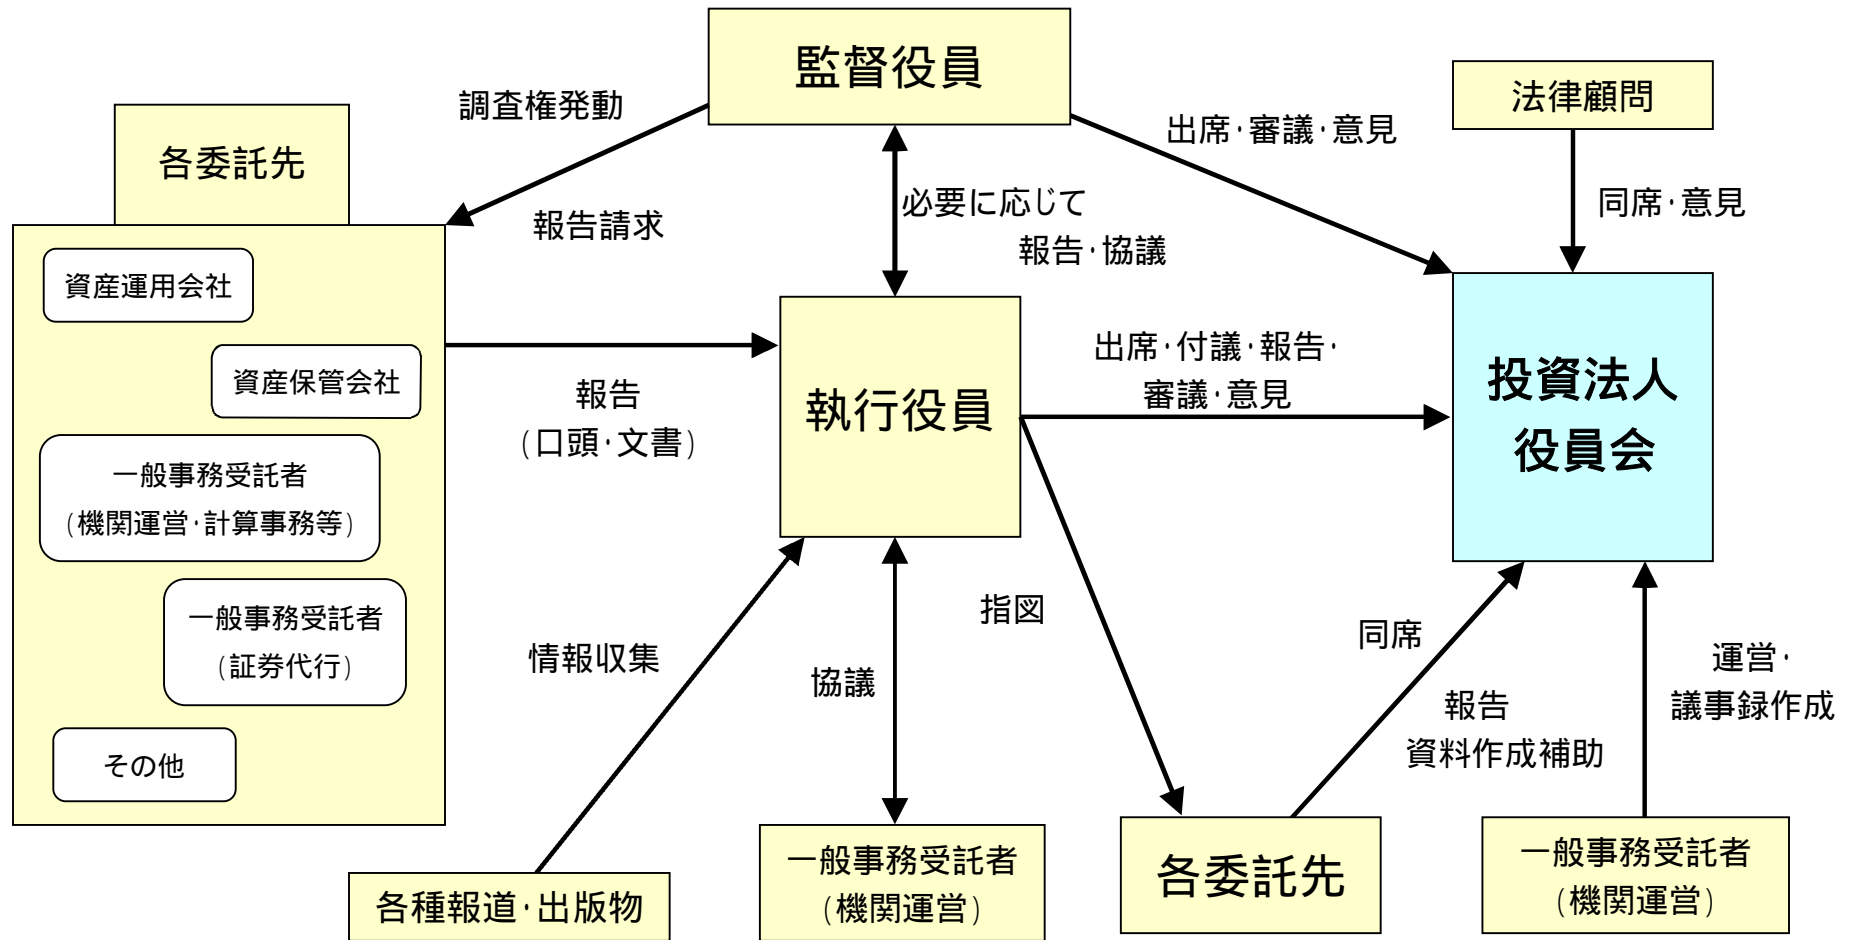 監督役員
法律顧問
調査権発動
出席・審議・意見
各委託先
必要に応じて
報告・協議
同席・意見
報告請求
資産運用会社
資産保管会社
一般事務受託者
(機関運営・計算事務等)
一般事務受託者
(証券代行)
その他
報告
(口頭・文書)
執行役員
出席・付議・報告・
審議・意見
投資法人
役員会
情報収集
協議
指図
同席
報告
資料作成補助
運営・
議事録作成
各種報道・出版物
一般事務受託者
(機関運営)
各委託先
一般事務受託者
(機関運営)